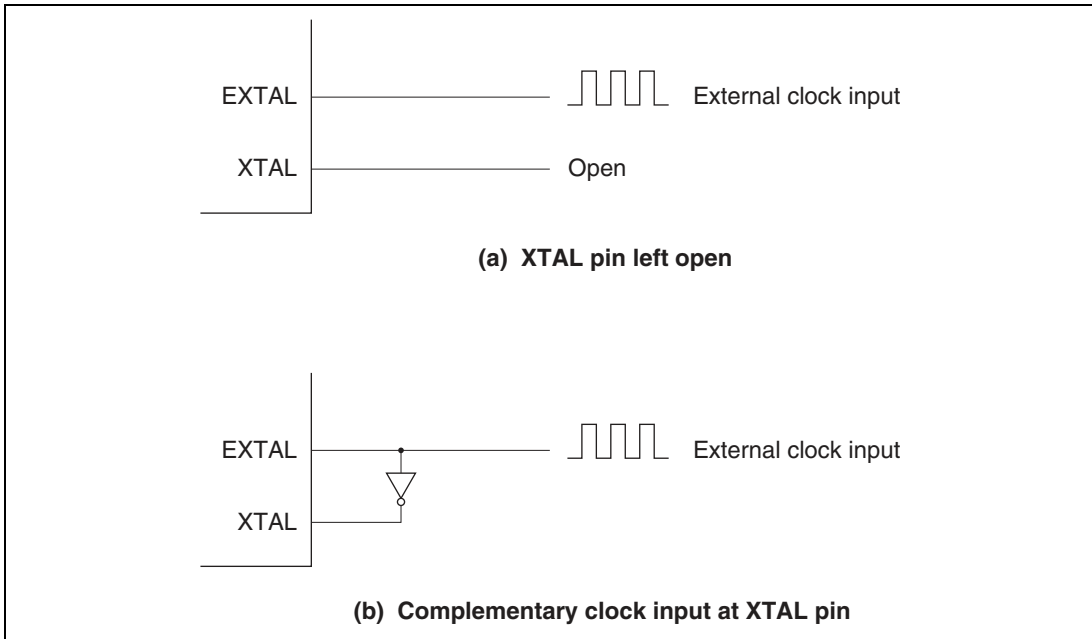 EXTAL External clock input
XTAL Open
(a) XTAL pin left open
EXTAL External clock input
XTAL
(b) Complementary clock input at XTAL pin